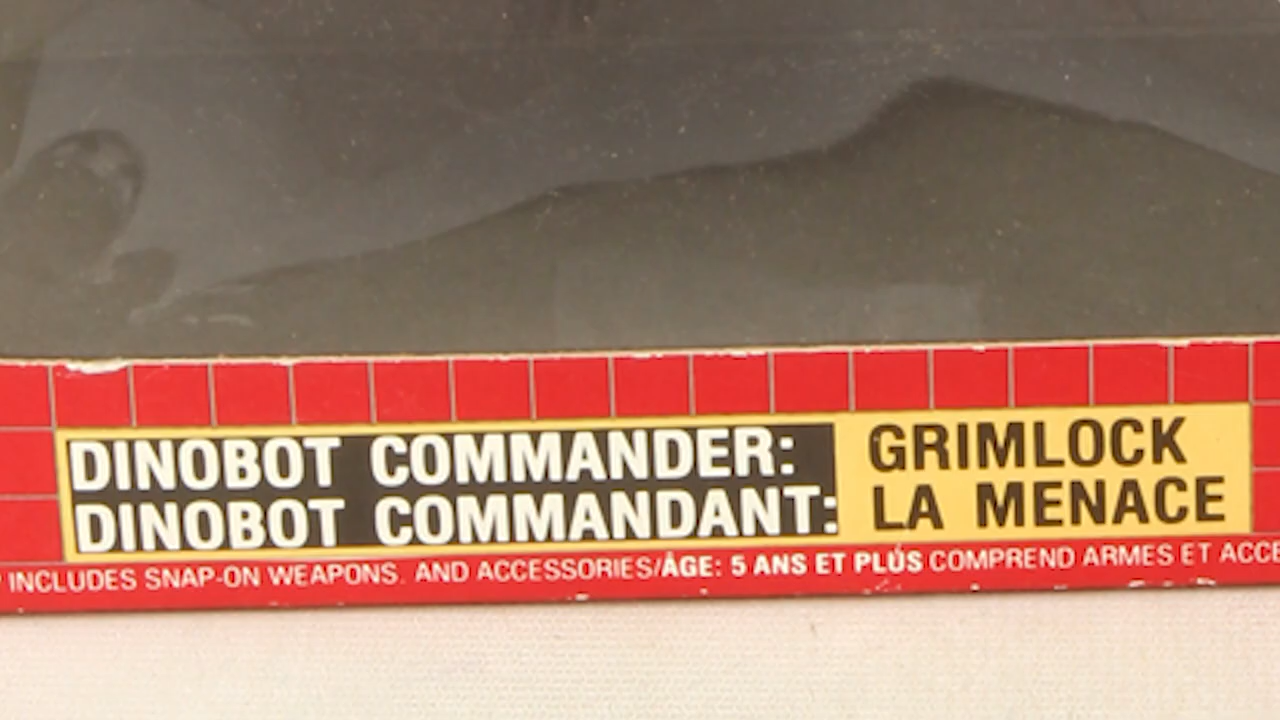 DINOBOT COMMANDER: GRIMLOCK
DINOBOT COMMANDANT: LA MENACE
INCLUDES SNAP-ON WEAPONS. AND ACCESSORIES/ÂGE: 5 ANS ET PLUS COMPREND ARMES ET ACCE